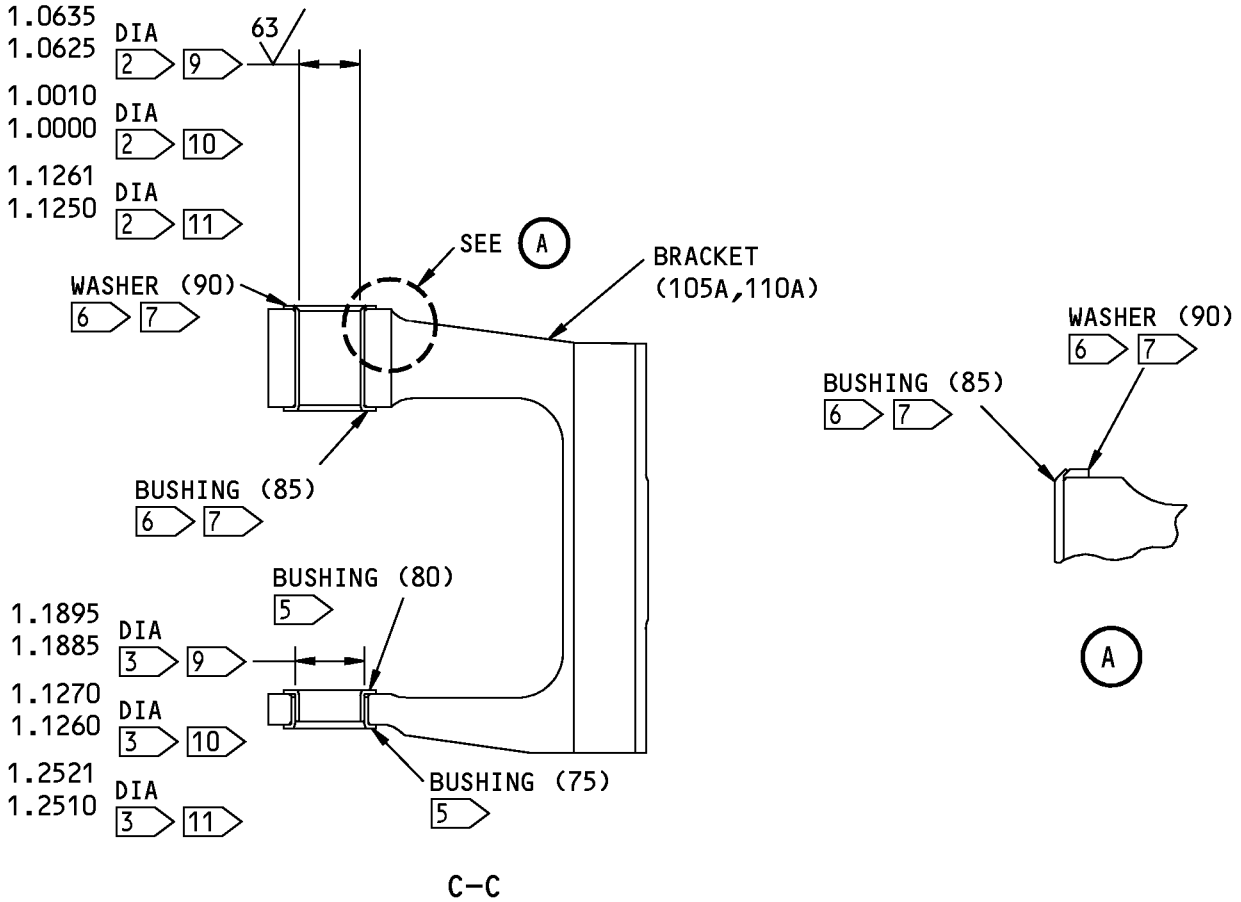 1.0635
1.0625 DIA
2 9
63
1.0010
1.0000 DIA
2 10
1.1261
1.1250 DIA
2 11
SEE A
BRACKET
(105A,110A)
WASHER (90)
6 7
WASHER (90)
6 7
BUSHING (85)
6 7
BUSHING (85)
6 7
BUSHING (80)
5
1.1895
1.1885 DIA
3 9
A
1.1270
1.1260 DIA
3 10
1.2521
1.2510 DIA
3 11
BUSHING (75)
5
C-C